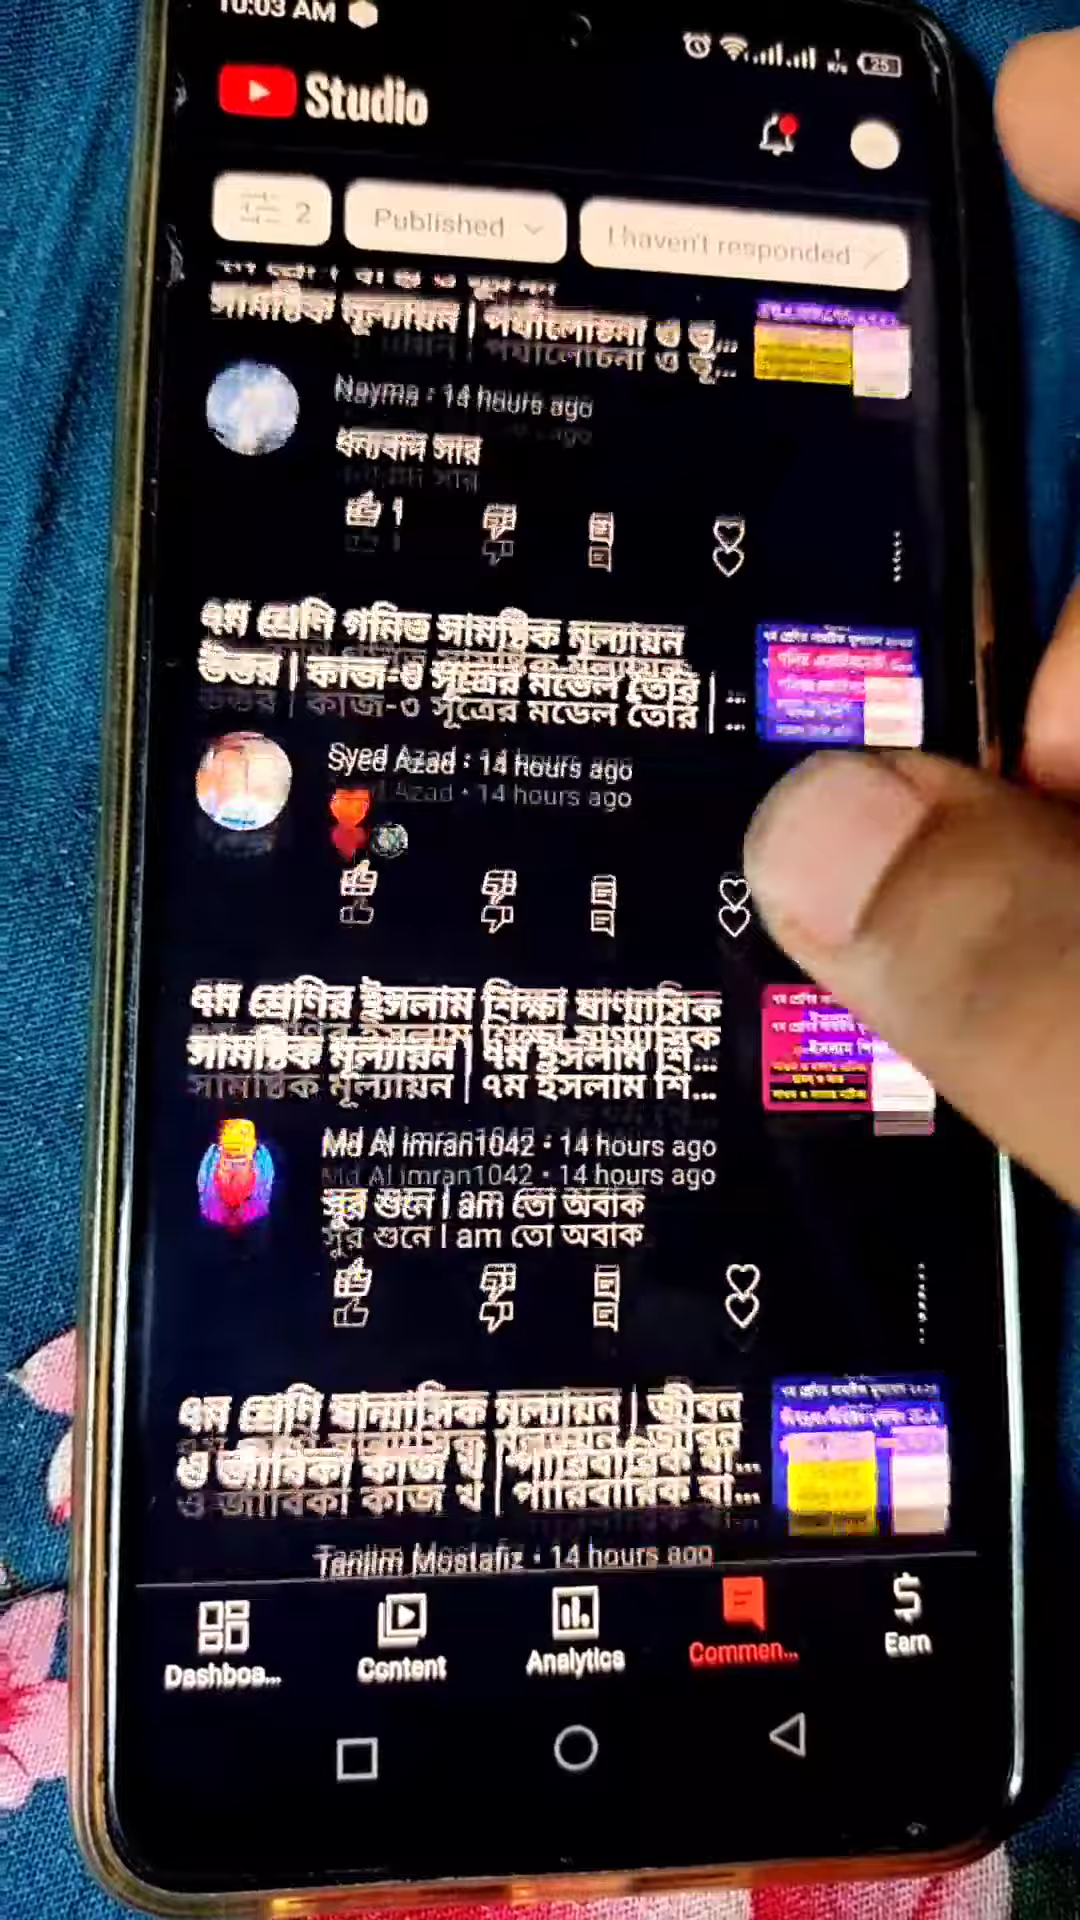 10:03 AM
25
Studio
2
Published
I haven't responded
সামষ্টিক মূল্যায়ন | পর্যালোচনা ও ভূ...
Nayma • 14 hours ago
ধন্যবাদ সার
1
৭ম শ্রেণি গনিত সামষ্টিক মূল্যায়ন
উত্তর | কাজ-৩ সূত্রের মডেল তৈরি | ...
Syed Azad • 14 hours ago
৭ম শ্রেণির ইসলাম শিক্ষা ষাণ্মাসিক
সামষ্টিক মূল্যায়ন | ৭ম ইসলাম শি...
Md Al imran1042 • 14 hours ago
সুর শুনে I am তো অবাক
৭ম শ্রেণি ষান্মাসিক মূল্যায়ন | জীবন
ও জীবিকা কাজ খ | পারিবারিক বা...
Tanjim Mostafiz • 14 hours ago
Dashboa...
Content
Analytics
Commen...
Earn